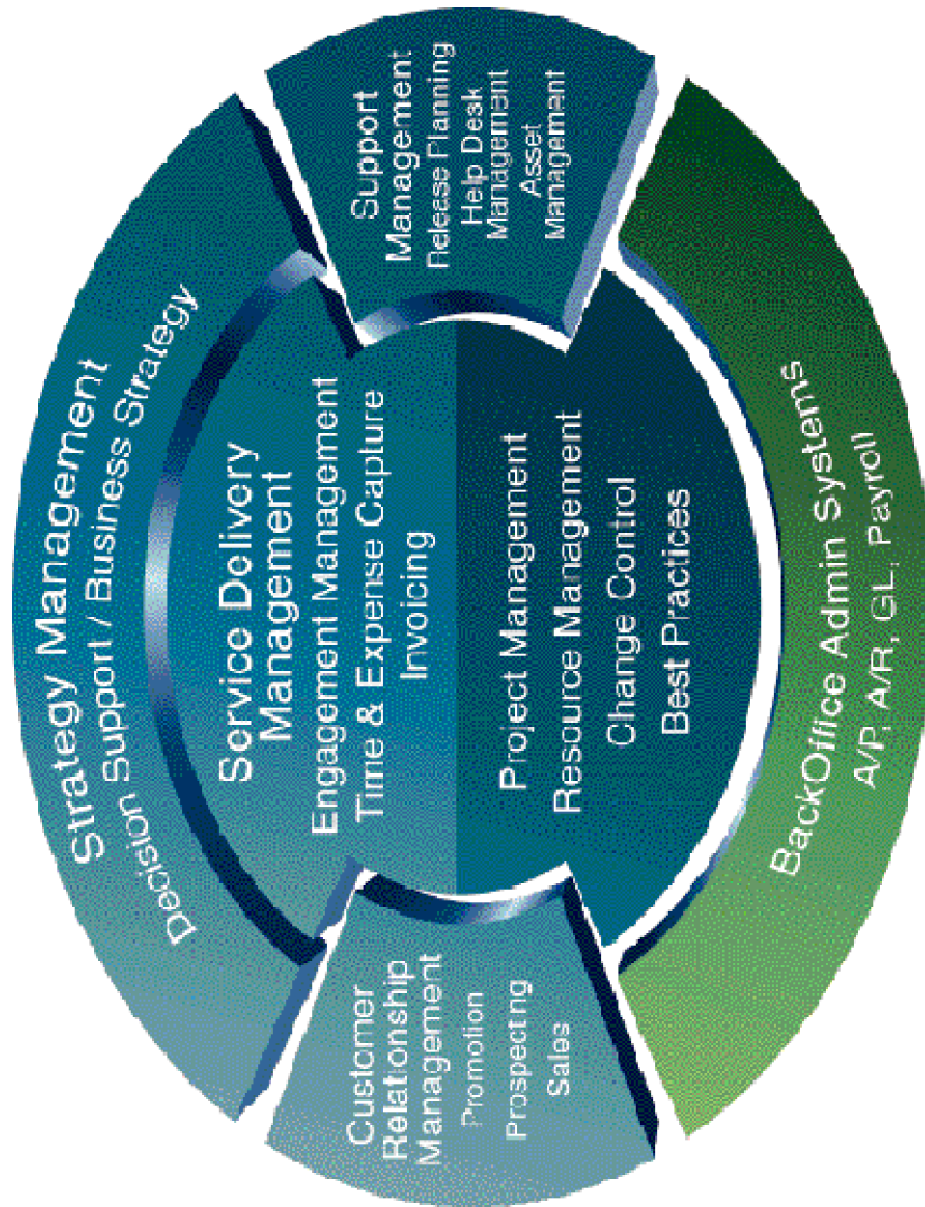 Strategy Management
Decision Support / Business Strategy
Customer
Relationship
Management
Promotion
Prospecting
Sales
Service Delivery
Management
Engagement Management
Time & Expense Capture
Invoicing
Project Management
Resource Management
Change Control
Best Practices
Support
Management
Release Planning
Help Desk
Management
Asset
Management
BackOffice Admin Systems
A/P, A/R, GL, Payroll